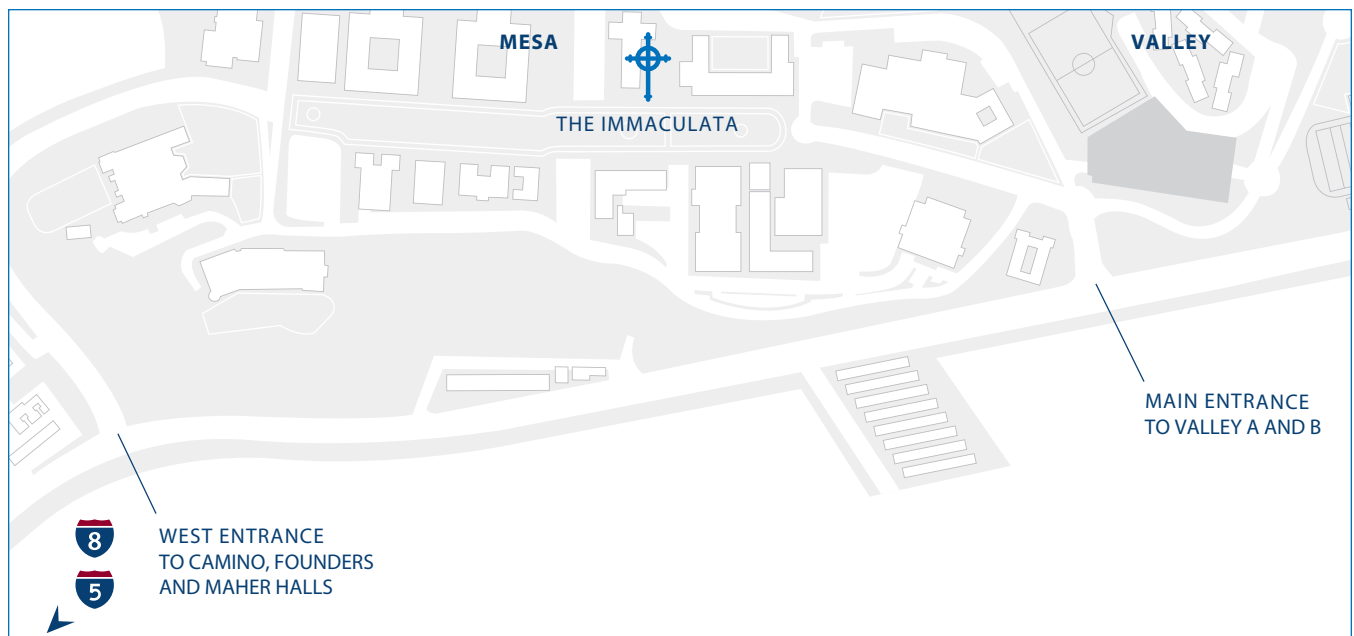 MESA
VALLEY
THE IMMACULATA
MAIN ENTRANCE
TO VALLEY A AND B
WEST ENTRANCE
TO CAMINO, FOUNDERS
AND MAHER HALLS
8
5